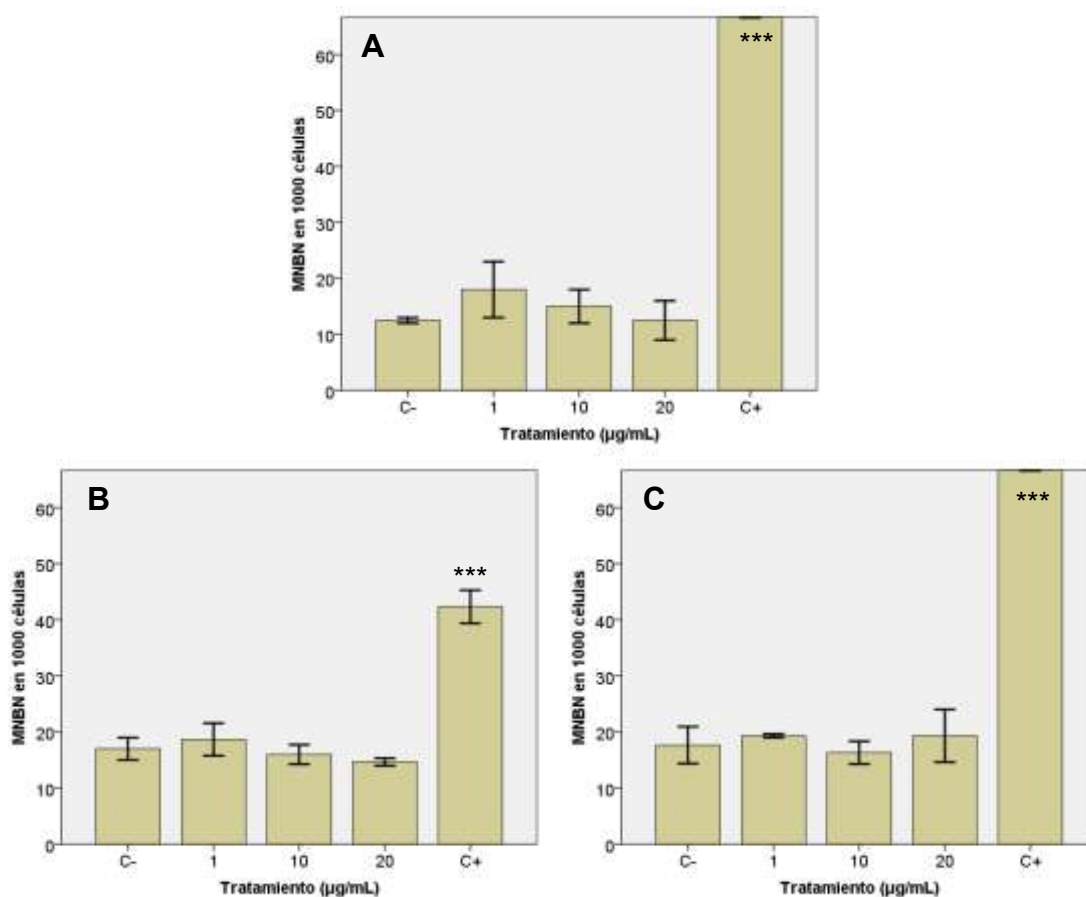 A
***
MNBN en 1000 células
60
50
40
30
20
10
0
C- 1 10 20 C+
Tratamiento (µg/mL)
B
***
MNBN en 1000 células
60
50
40
30
20
10
0
C- 1 10 20 C+
Tratamiento (µg/mL)
C
***
MNBN en 1000 células
60
50
40
30
20
10
0
C- 1 10 20 C+
Tratamiento (µg/mL)